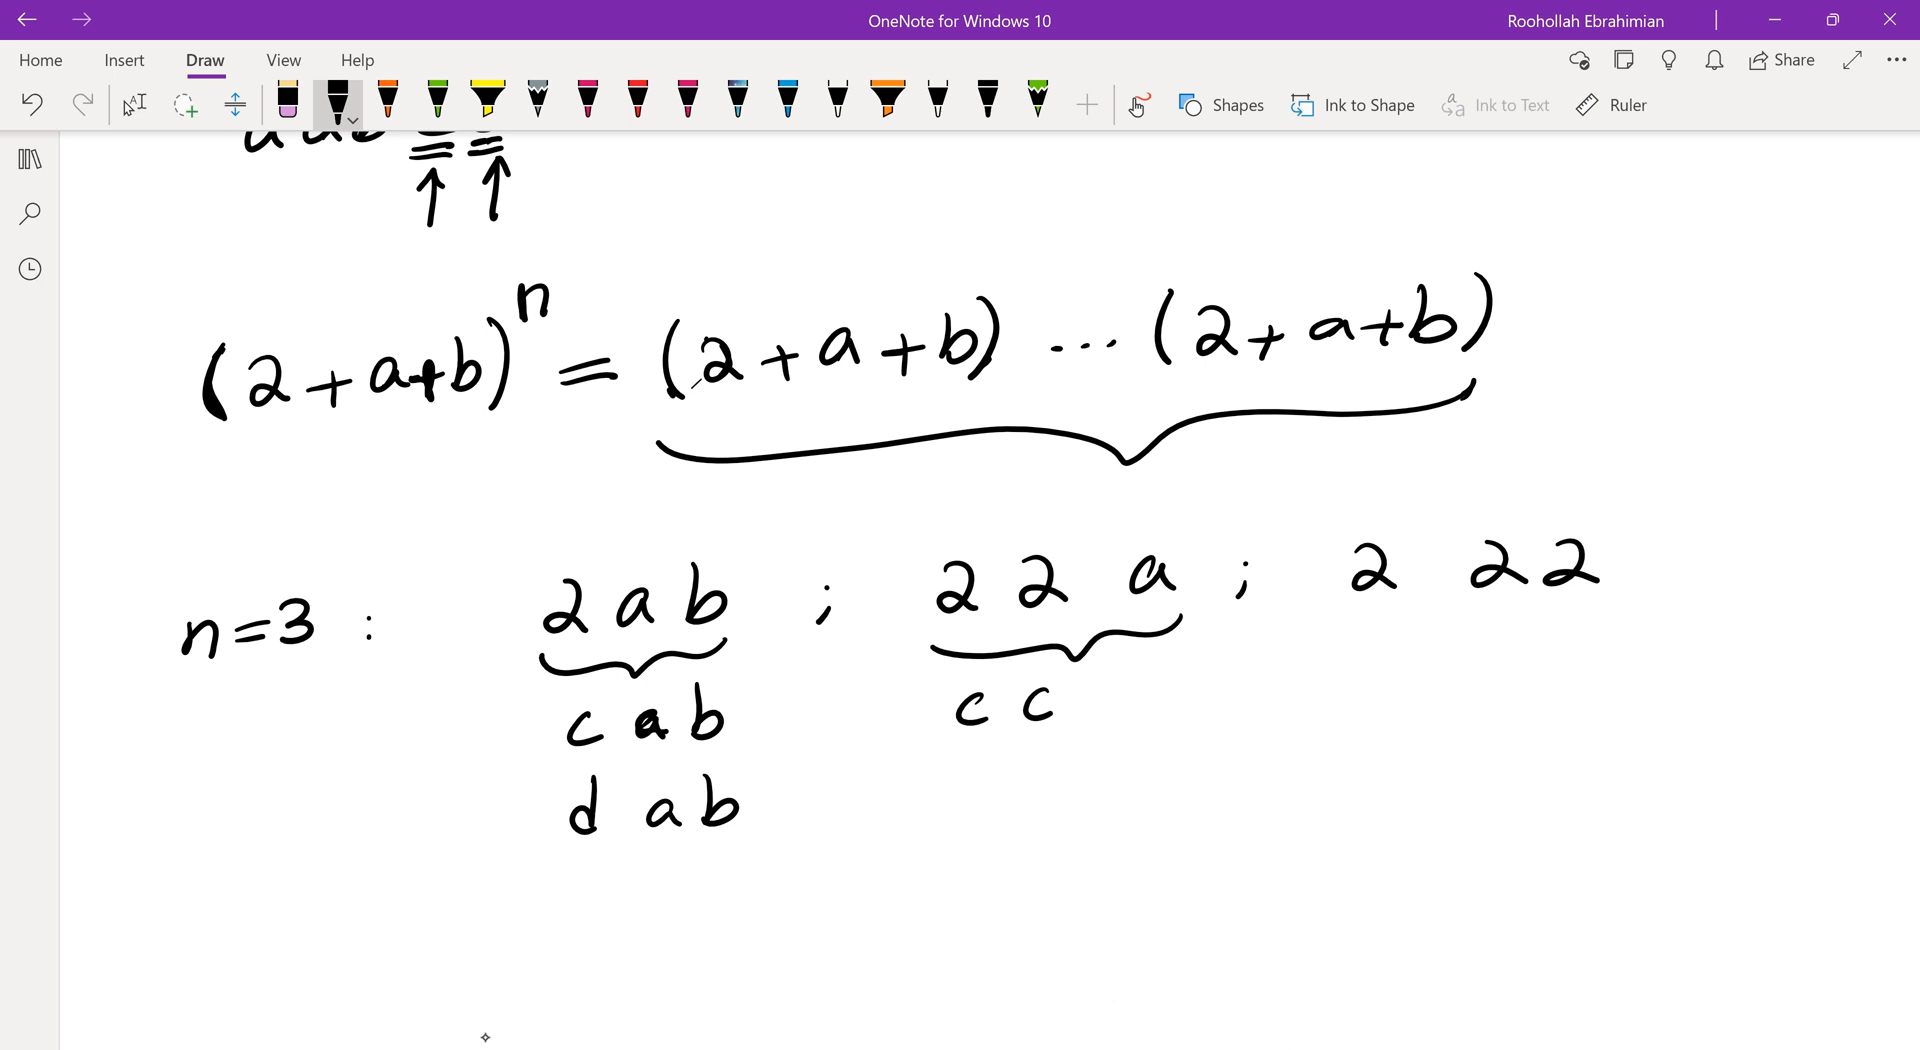 OneNote for Windows 10
Roohollah Ebrahimian
Home Insert Draw View Help
Share
Shapes Ink to Shape Ink to Text Ruler
(2+a+b)^n = (2+a+b) ... (2+a+b)
n=3 : 2ab ; 2 2 a ; 2 2 2
c a b c c
d a b